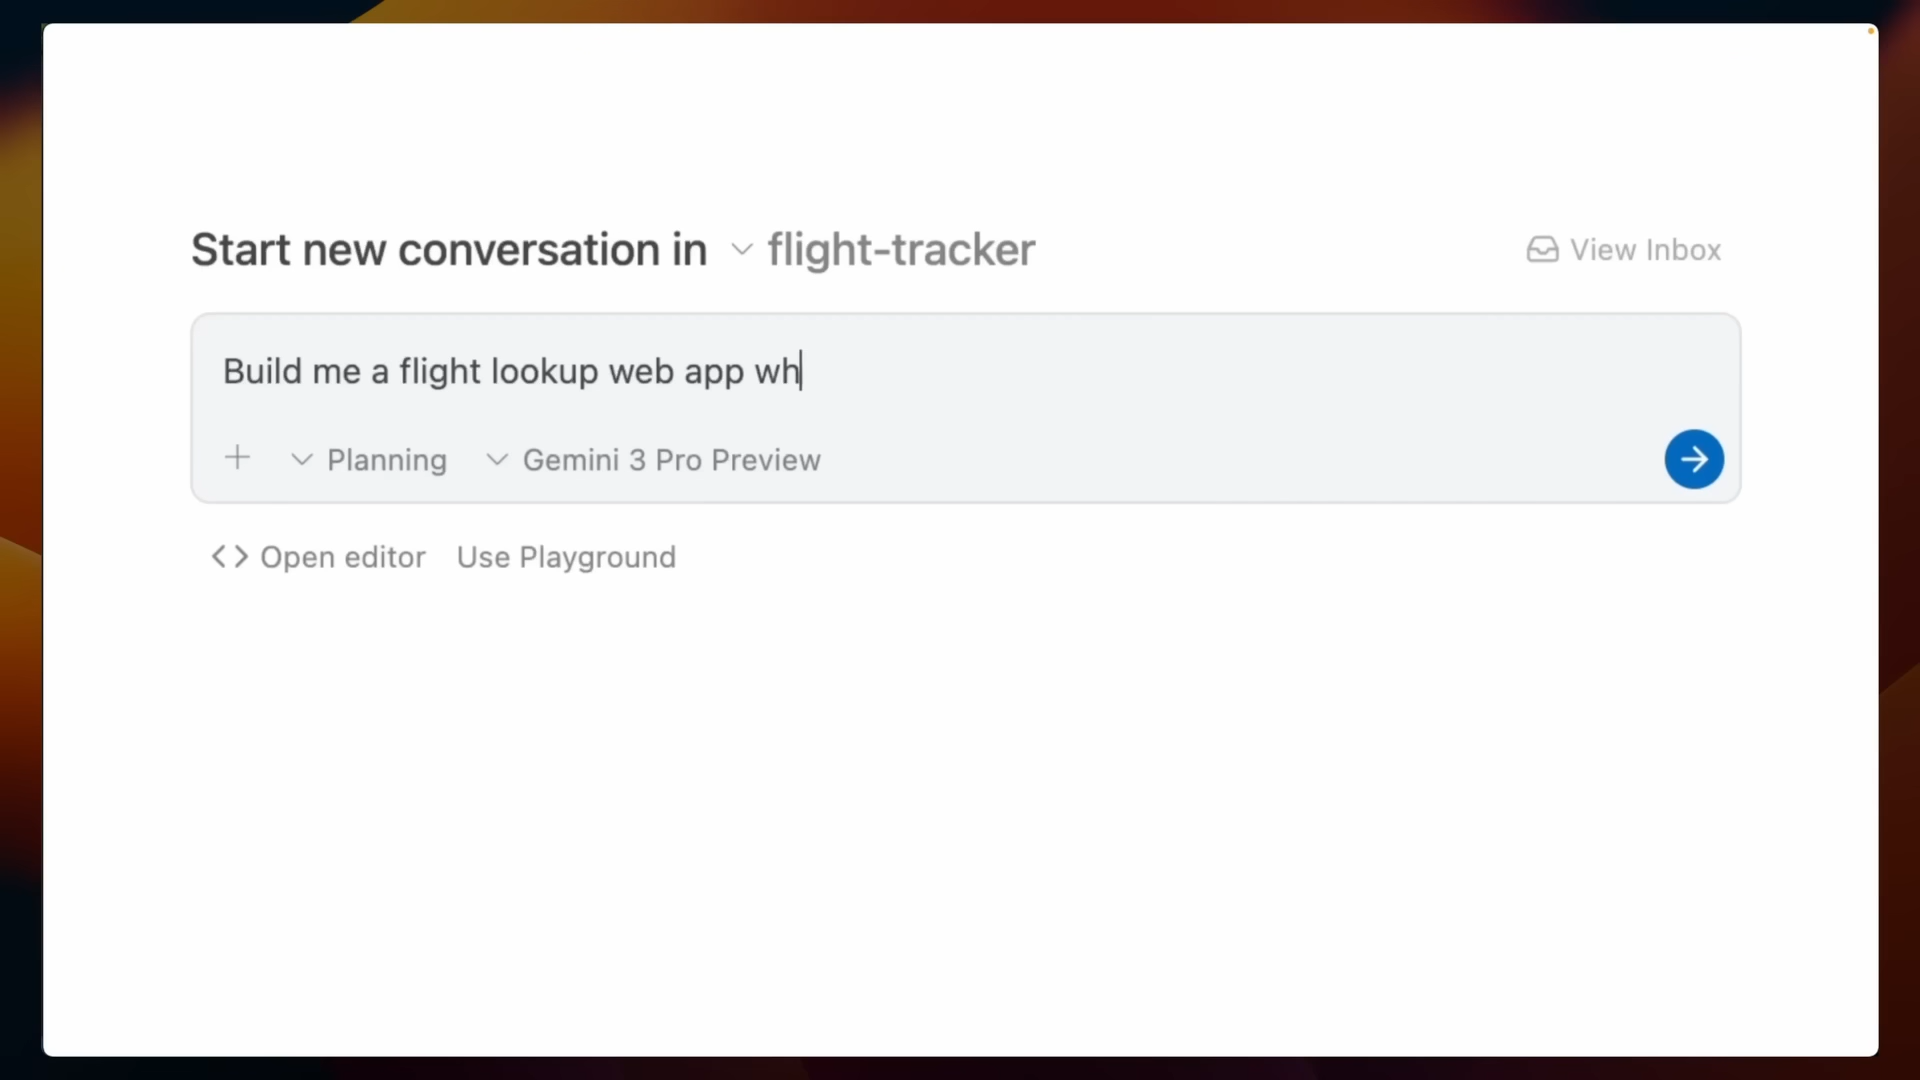 Start new conversation in flight-tracker
View Inbox
Build me a flight lookup web app wh
Planning Gemini 3 Pro Preview
Open editor Use Playground